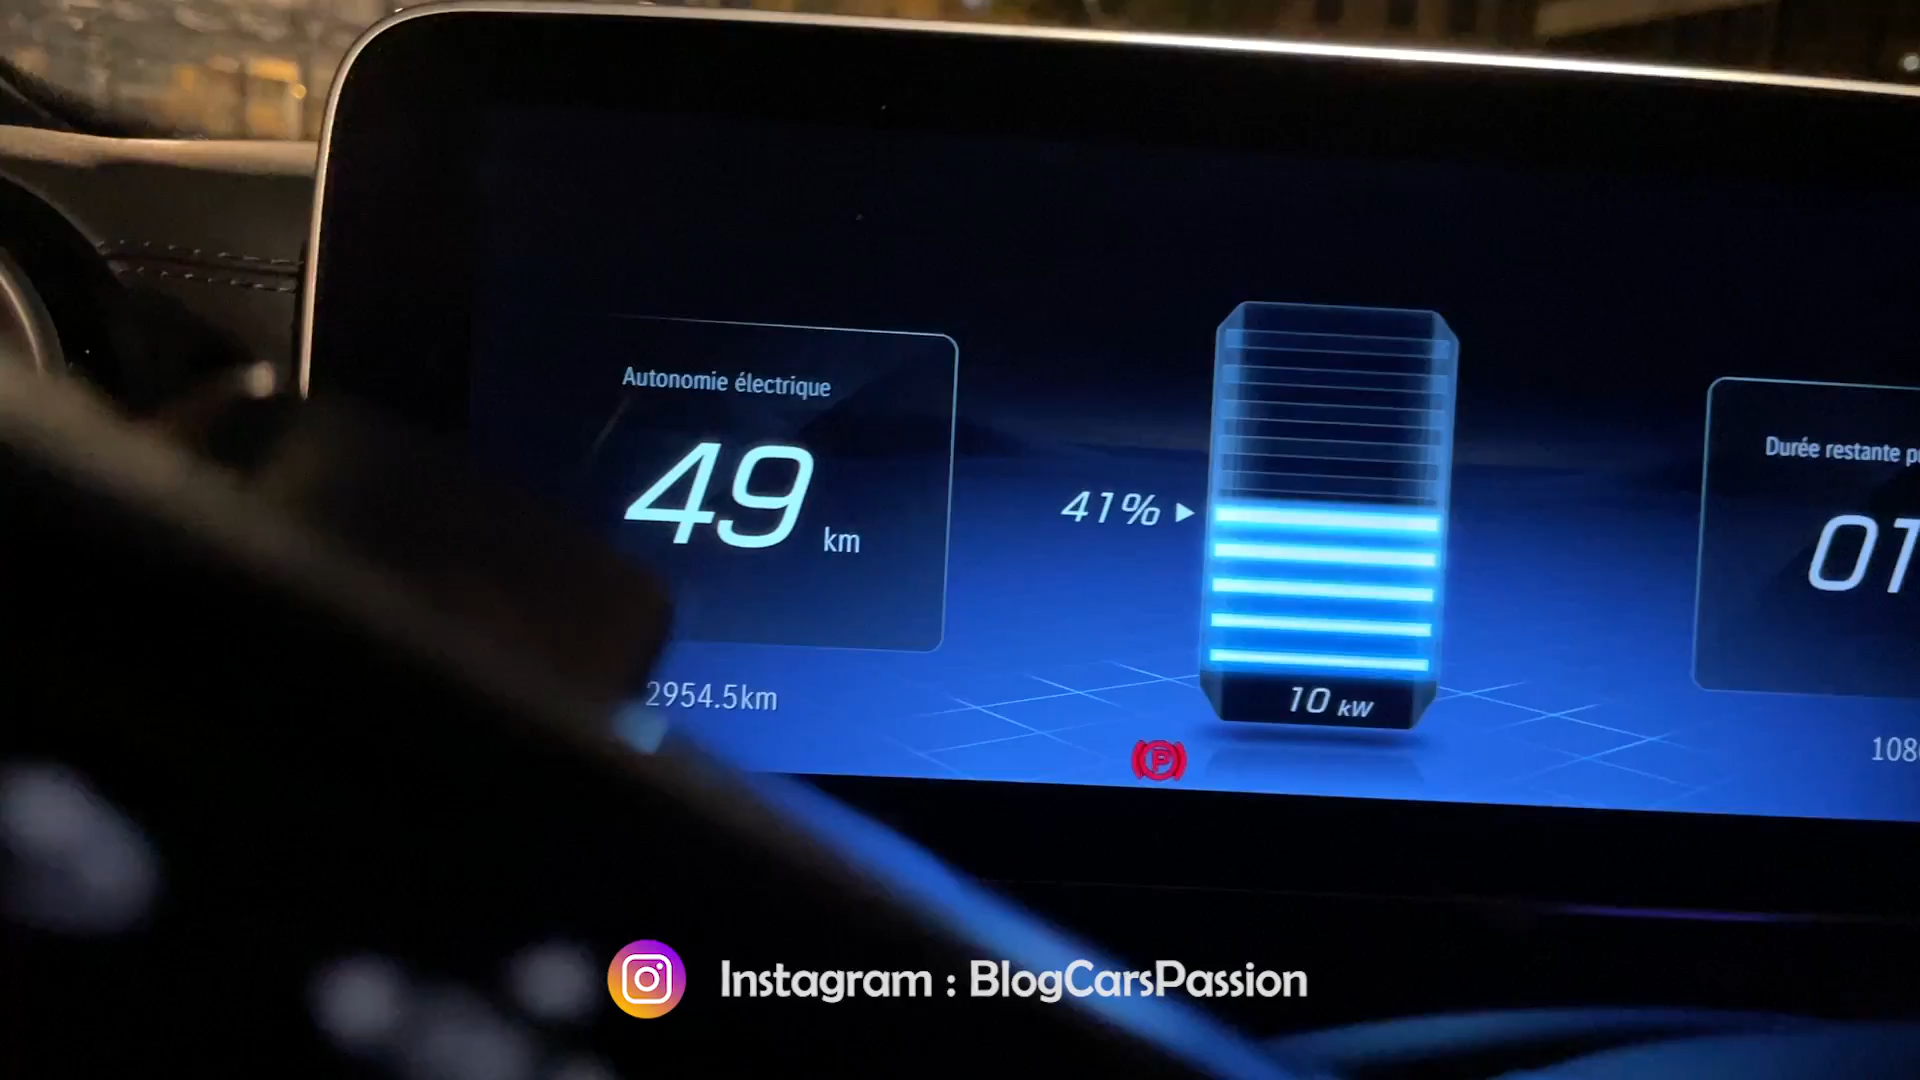 Autonomie électrique
49 km
2954.5km
41%
10 kW
P
Durée restante
01
108
Instagram : BlogCarsPassion